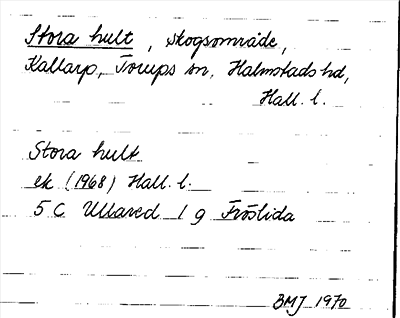 Stora hult, skogsområde,
Kallarp, Torups sn, Halmstads hd,
Hall. l.
Stora hult
ek (1968) Hall. l.
5 C Ullared 1 g Fröslida
BMJ 1970